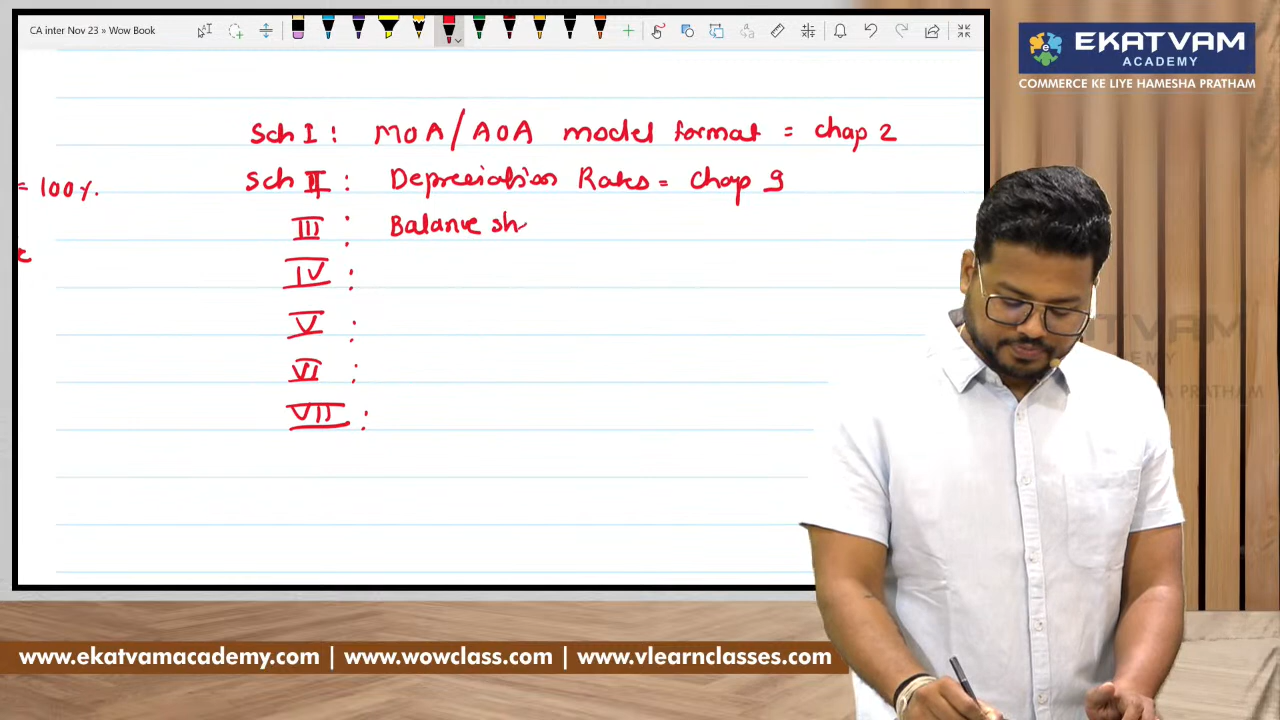 CA inter Nov 23 » Wow Book
EKATVAM
ACADEMY
COMMERCE KE LIYE HAMESHA PRATHAM
Sch I : MOA/AOA model format = chap 2
= 100%.
Sch II : Depreciation Rates = Chap 9
III : Balance sh
IV :
V :
VI :
VII :
www.ekatvamacademy.com | www.wowclass.com | www.vlearnclasses.com